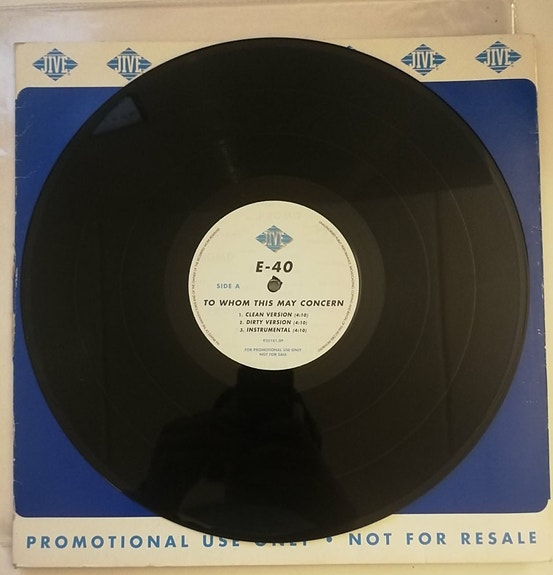 JIVE JIVE JIVE JIVE
JIVE
E-40
SIDE A
TO WHOM THIS MAY CONCERN
1. CLEAN VERSION (4:10)
2. DIRTY VERSION (4:10)
3. INSTRUMENTAL (4:10)
FOR PROMOTIONAL USE ONLY
NOT FOR SALE
PROMOTIONAL USE ONLY • NOT FOR RESALE